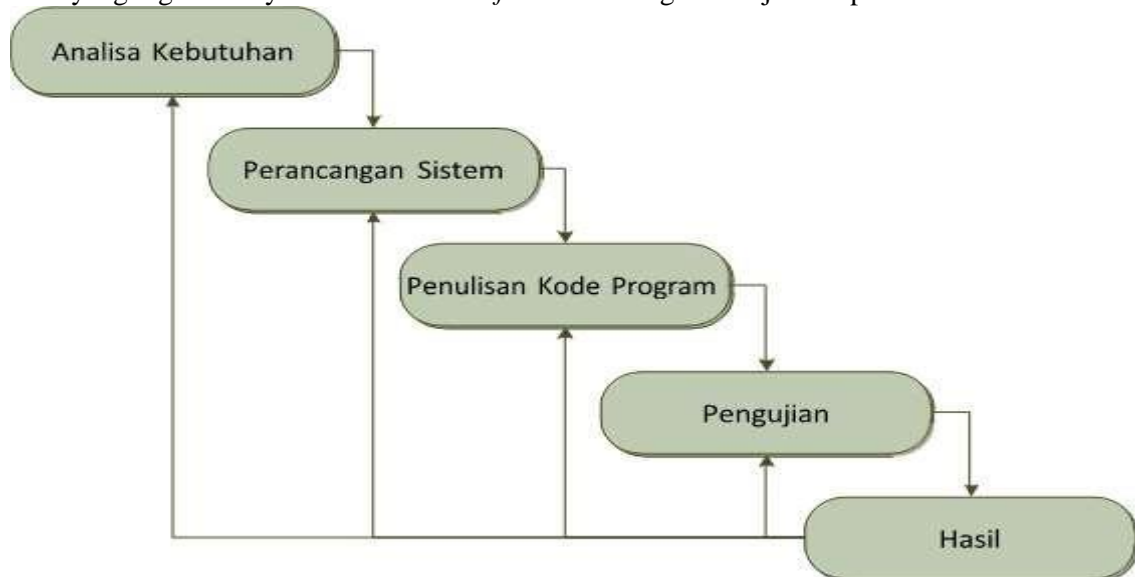 Analisa Kebutuhan
Perancangan Sistem
Penulisan Kode Program
Pengujian
Hasil